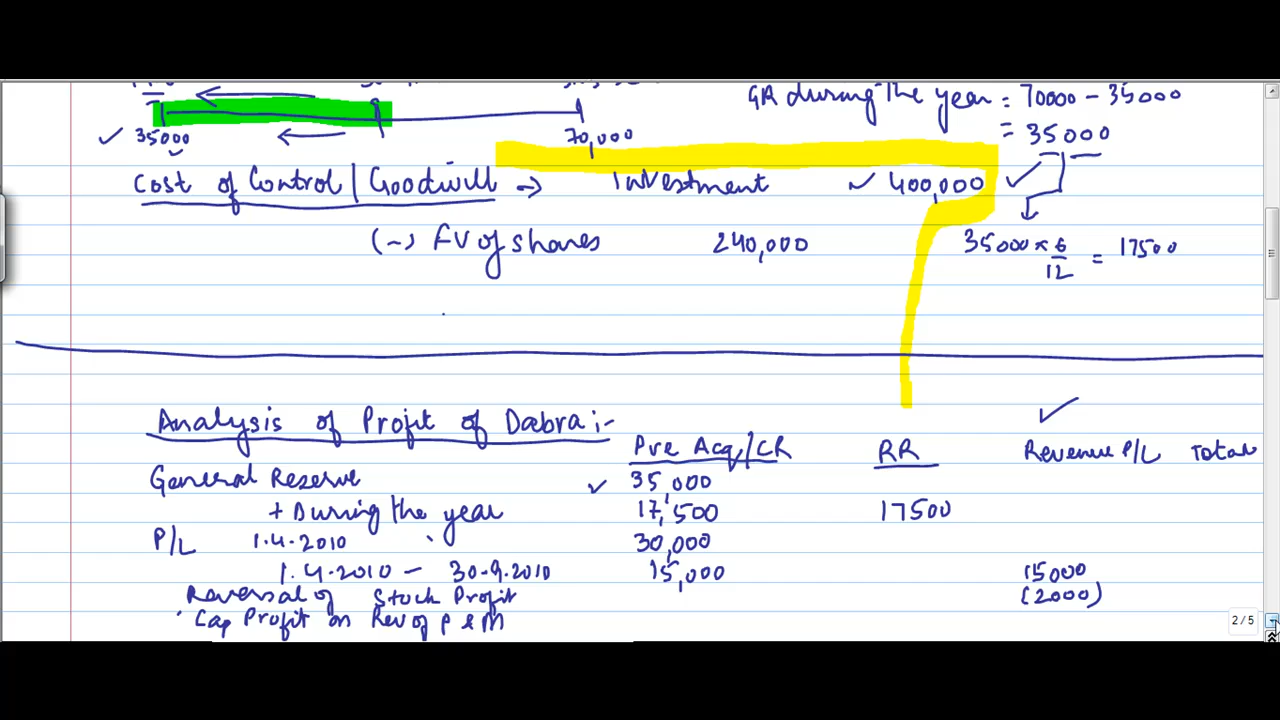 GR during the year = 70000 - 35000
= 35000
35000 70,000
Cost of Control | Goodwill → Investment 400,000
(-) FV of shares 240,000 35000 × 6/12 = 17500
Analysis of Profit of Dabra :-
Pre Acq/CR RR Revenue P/L Total
General Reserve 35,000
+ During the year 17,500 17500
P/L 1.4.2010 30,000
1.4.2010 - 30.9.2010 15,000 15000
Reversal of Stock Profit (2000)
Cap Profit on Rev of P & M
2 / 5